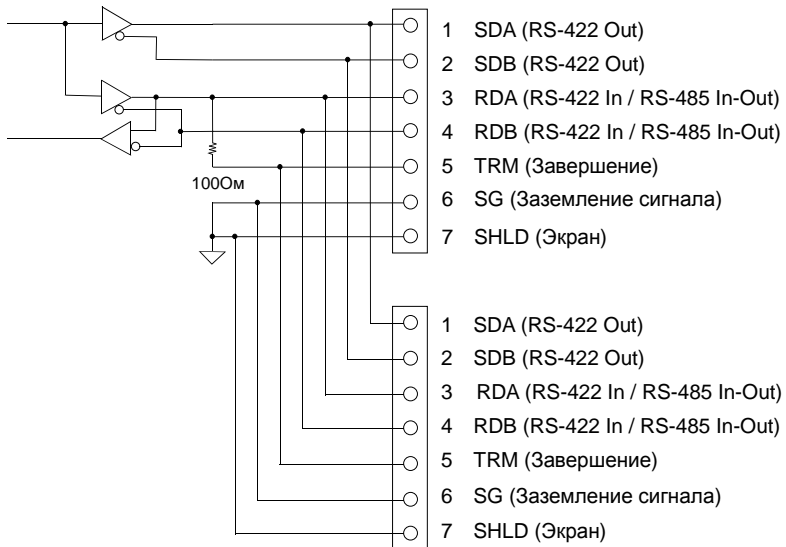 1 SDA (RS-422 Out)
2 SDB (RS-422 Out)
3 RDA (RS-422 In / RS-485 In-Out)
4 RDB (RS-422 In / RS-485 In-Out)
5 TRM (Завершение)
100Ом
6 SG (Заземление сигнала)
7 SHLD (Экран)
1 SDA (RS-422 Out)
2 SDB (RS-422 Out)
3 RDA (RS-422 In / RS-485 In-Out)
4 RDB (RS-422 In / RS-485 In-Out)
5 TRM (Завершение)
6 SG (Заземление сигнала)
7 SHLD (Экран)